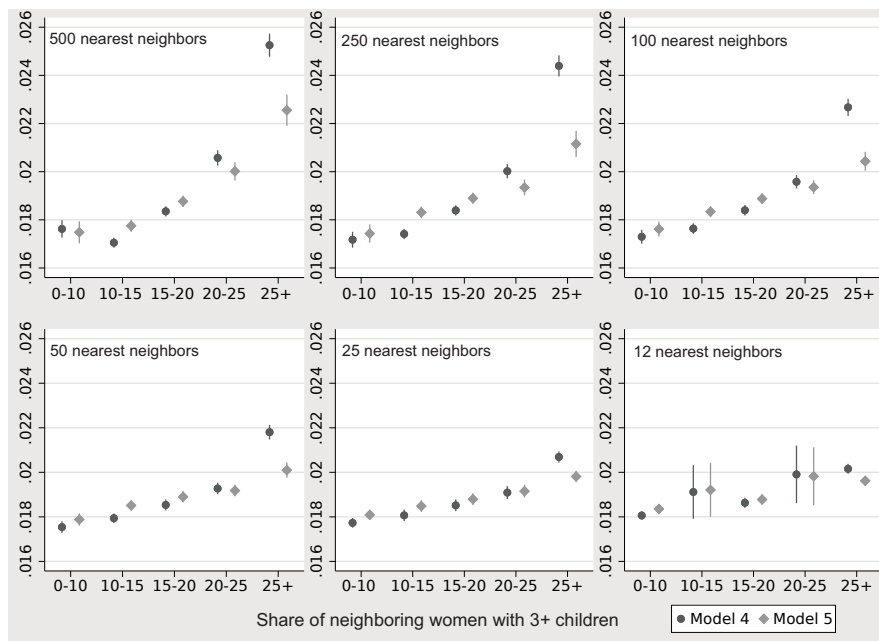 500 nearest neighbors
250 nearest neighbors
100 nearest neighbors
.026
.024
.022
.02
.018
.016
0-10 10-15 15-20 20-25 25+
.026
.024
.022
.02
.018
.016
0-10 10-15 15-20 20-25 25+
.026
.024
.022
.02
.018
.016
0-10 10-15 15-20 20-25 25+
50 nearest neighbors
25 nearest neighbors
12 nearest neighbors
.026
.024
.022
.02
.018
.016
0-10 10-15 15-20 20-25 25+
.026
.024
.022
.02
.018
.016
0-10 10-15 15-20 20-25 25+
.026
.024
.022
.02
.018
.016
0-10 10-15 15-20 20-25 25+
Share of neighboring women with 3+ children
Model 4 Model 5